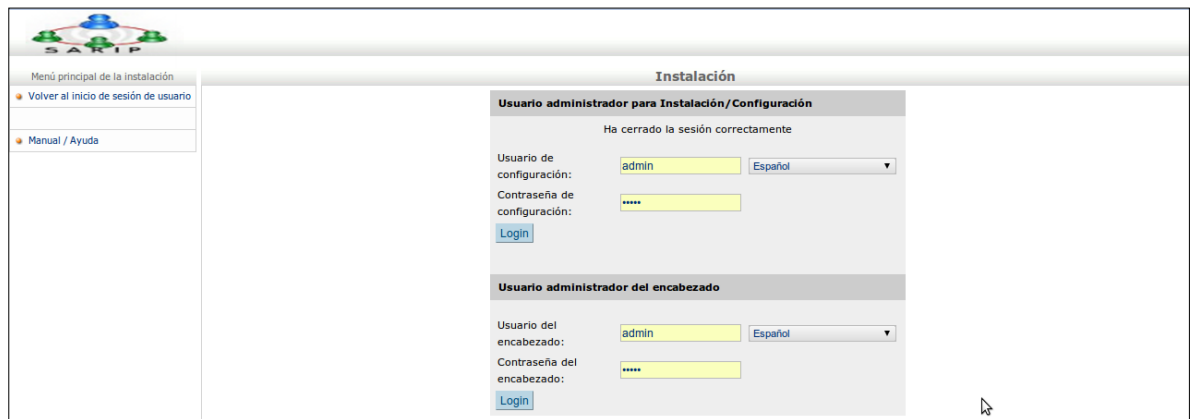 SARIP
Menú principal de la instalación
Volver al inicio de sesión de usuario
Manual / Ayuda
Instalación
Usuario administrador para Instalación/Configuración
Ha cerrado la sesión correctamente
Usuario de
configuración:
admin
Español
Contraseña de
configuración:
•••••
Login
Usuario administrador del encabezado
Usuario del
encabezado:
admin
Español
Contraseña del
encabezado:
•••••
Login